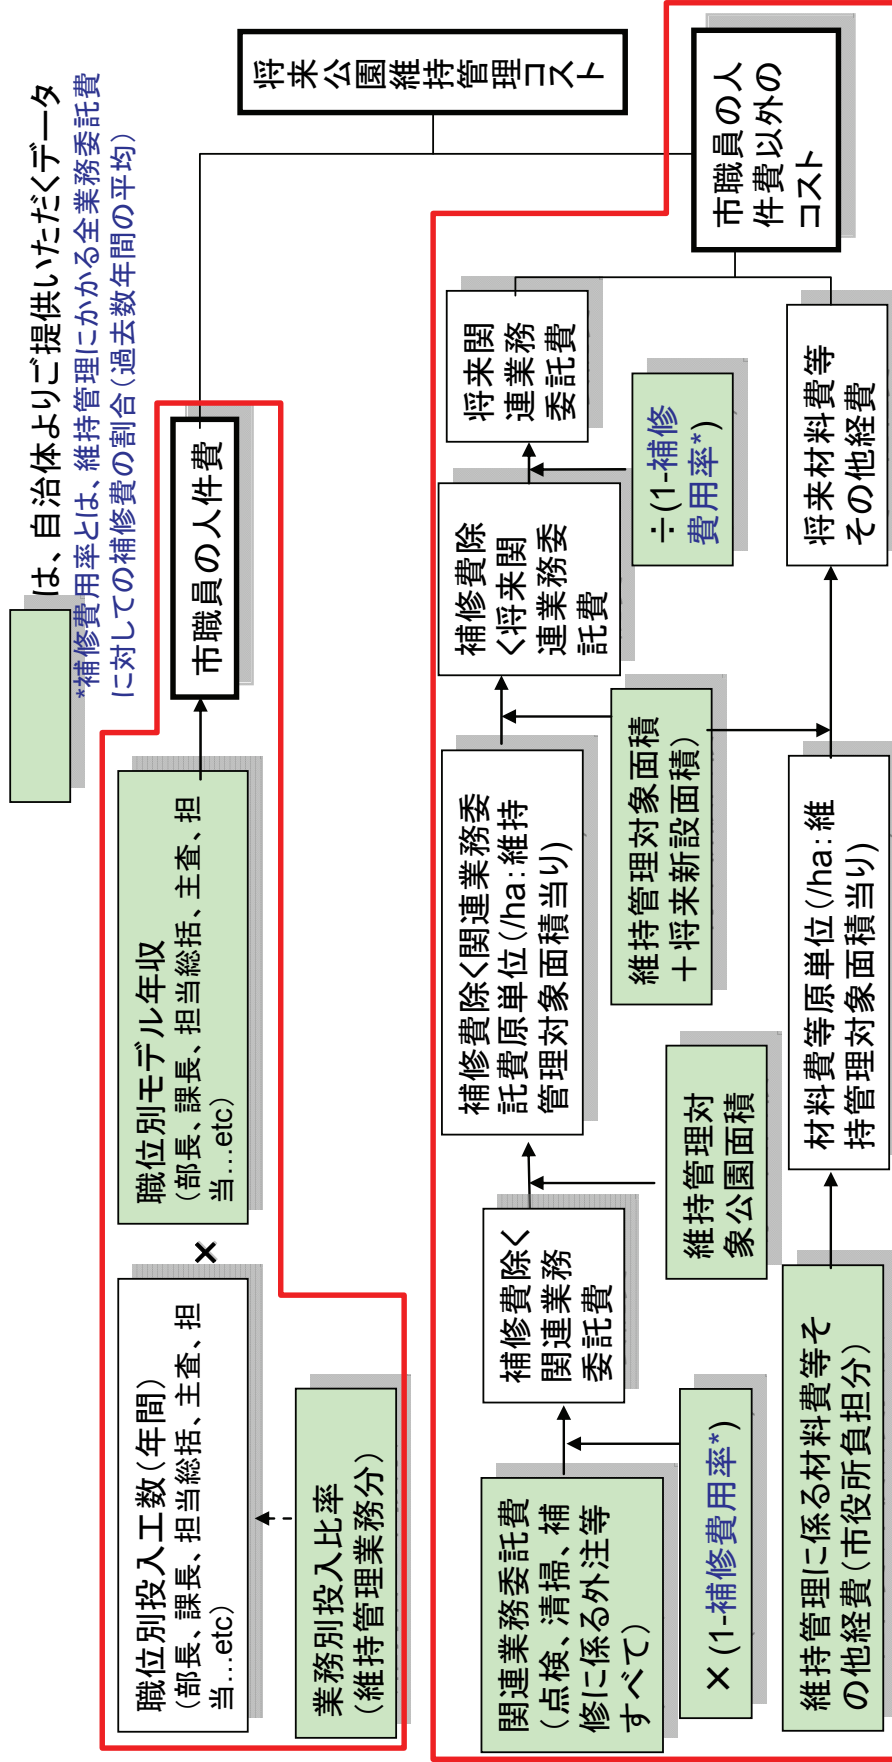 は、自治体よりご提供いただくデータ
*補修費用率とは、維持管理にかかる全業務委託費
に対しての補修費の割合（過去数年間の平均）
職位別投入工数（年間）
（部長、課長、担当総括、主査、担
当…etc）
×
職位別モデル年収
（部長、課長、担当総括、主査、担
当…etc）
市職員の人件費
将来公園維持管理コスト
業務別投入比率
（維持管理業務分）
関連業務委託費
（点検、清掃、補
修に係る外注等
すべて）
×（1-補修費用率*）
補修費除く
関連業務
委託費
維持管理対
象公園面積
補修費除く関連業務委
託費原単位（/ha：維持
管理対象面積当り）
維持管理対象面積
＋将来新設面積）
補修費除
く将来関
連業務委
託費
÷（1-補修
費用率*）
将来関
連業務
委託費
市職員の人
件費以外の
コスト
維持管理に係る材料費等そ
の他経費（市役所負担分）
材料費等原単位（/ha：維
持管理対象面積当り）
将来材料費等
その他経費